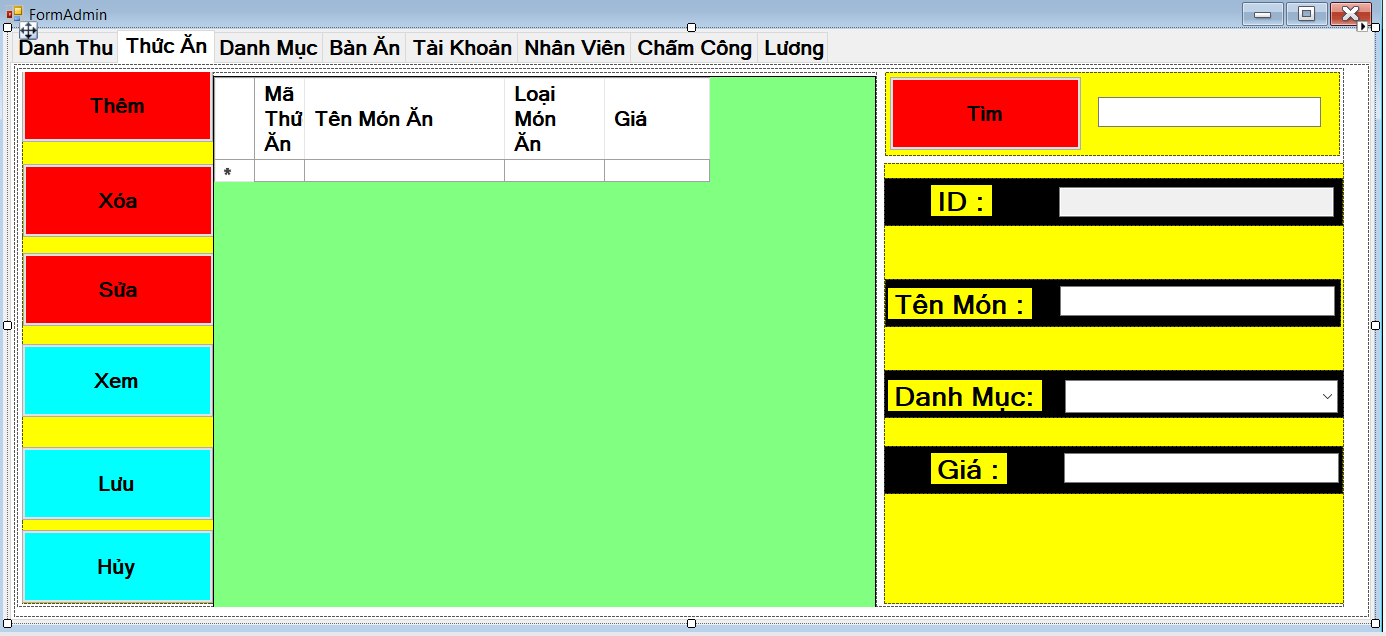 FormAdmin
Danh Thu Thức Ăn Danh Mục Bàn Ăn Tài Khoản Nhân Viên Chấm Công Lương
Thêm
Xóa
Sửa
Xem
Lưu
Hủy
Mã
Thứ
Ăn
Tên Món Ăn
Loại
Món
Ăn
Giá
*
Tìm
ID :
Tên Món :
Danh Mục:
Giá :